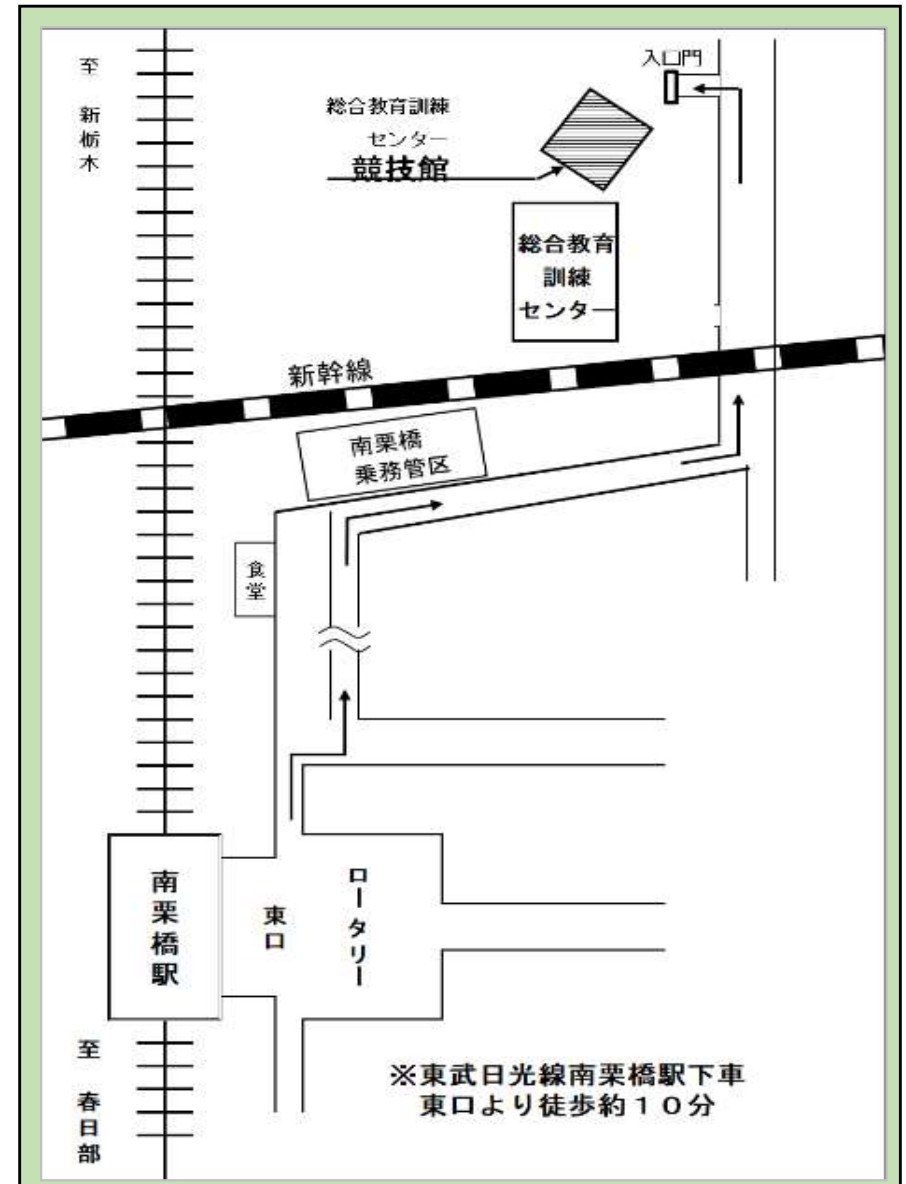 至 新栃木
入口門
総合教育訓練
センター
競技館
総合教育
訓練
センター
新幹線
南栗橋
乗務管区
食堂
南栗橋駅
東口
ロータリー
至 春日部
※東武日光線南栗橋駅下車
東口より徒歩約10分